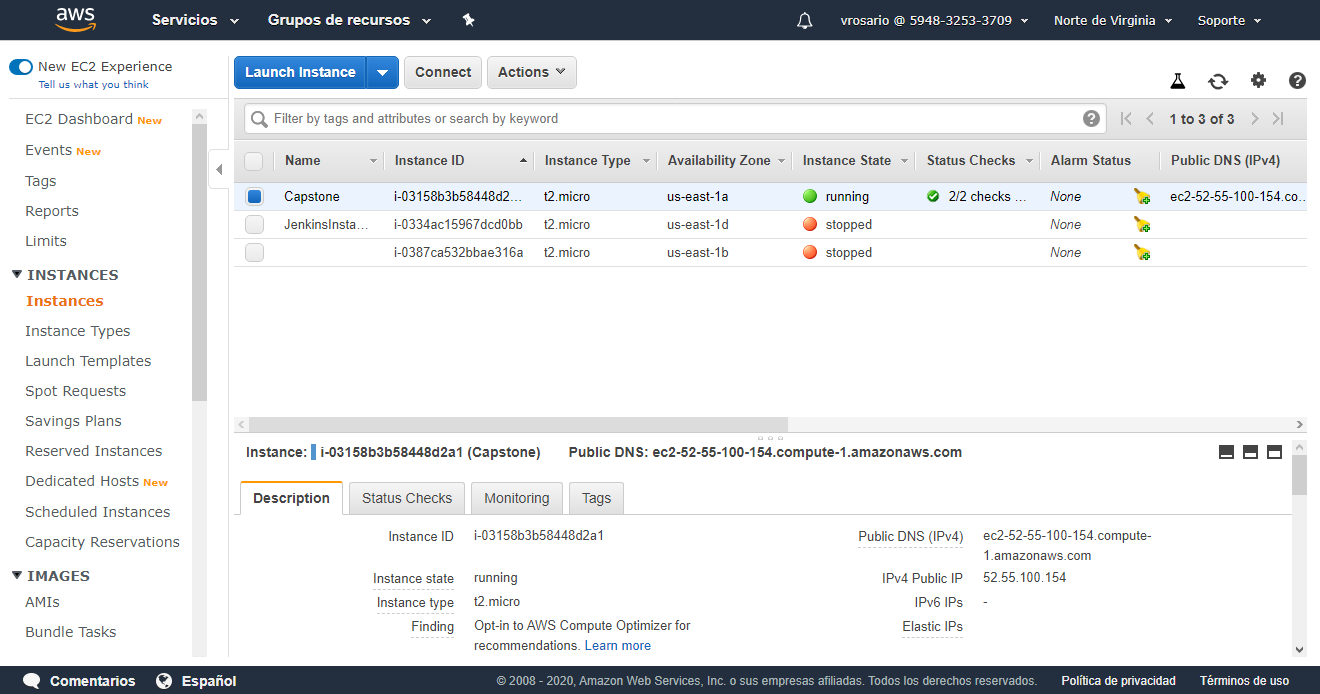 aws Servicios Grupos de recursos vrosario @ 5948-3253-3709 Norte de Virginia Soporte
New EC2 Experience
Tell us what you think
EC2 Dashboard New
Events New
Tags
Reports
Limits
INSTANCES
Instances
Instance Types
Launch Templates
Spot Requests
Savings Plans
Reserved Instances
Dedicated Hosts New
Scheduled Instances
Capacity Reservations
IMAGES
AMIs
Bundle Tasks
Launch Instance Connect Actions
Filter by tags and attributes or search by keyword 1 to 3 of 3
Name Instance ID Instance Type Availability Zone Instance State Status Checks Alarm Status Public DNS (IPv4)
Capstone i-03158b3b58448d2... t2.micro us-east-1a running 2/2 checks ... None ec2-52-55-100-154.co...
JenkinsInsta... i-0334ac15967dcd0bb t2.micro us-east-1d stopped None
i-0387ca532bbae316a t2.micro us-east-1b stopped None
Instance: i-03158b3b58448d2a1 (Capstone) Public DNS: ec2-52-55-100-154.compute-1.amazonaws.com
Description Status Checks Monitoring Tags
Instance ID i-03158b3b58448d2a1 Public DNS (IPv4) ec2-52-55-100-154.compute-
1.amazonaws.com
Instance state running IPv4 Public IP 52.55.100.154
Instance type t2.micro IPv6 IPs -
Finding Opt-in to AWS Compute Optimizer for Elastic IPs
recommendations. Learn more
Comentarios Español © 2008 - 2020, Amazon Web Services, Inc. o sus empresas afiliadas. Todos los derechos reservados. Política de privacidad Términos de uso